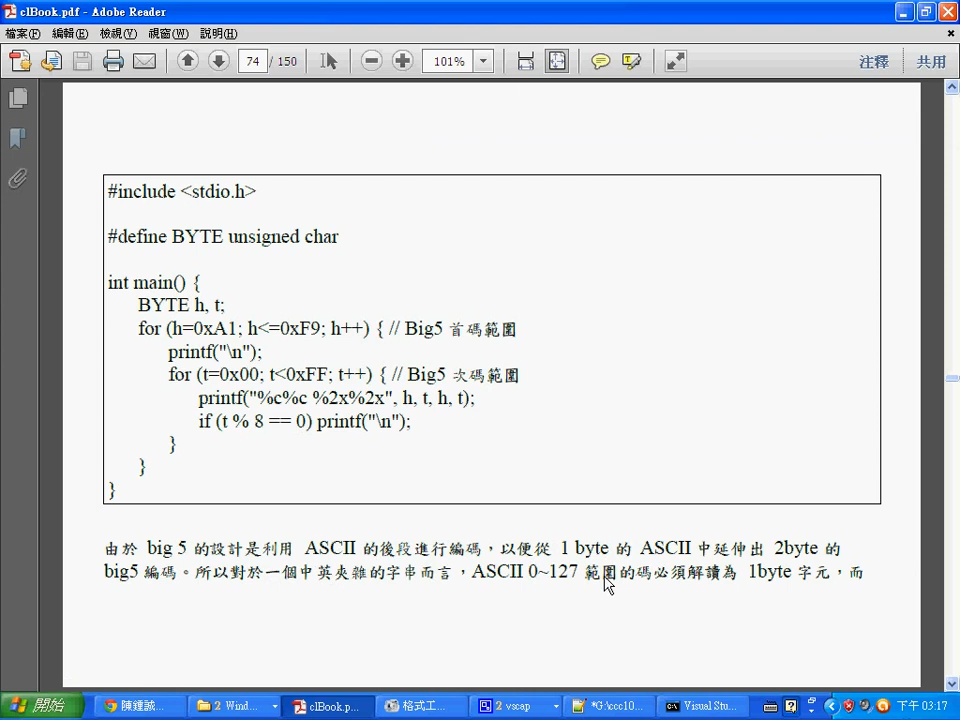 clBook.pdf - Adobe Reader
檔案(F) 編輯(E) 檢視(V) 視窗(W) 說明(H)
74 / 150 101% 注釋 共用
#include <stdio.h>
#define BYTE unsigned char
int main() {
BYTE h, t;
for (h=0xA1; h<=0xF9; h++) { // Big5 首碼範圍
printf("\n");
for (t=0x00; t<0xFF; t++) { // Big5 次碼範圍
printf("%c%c %2x%2x", h, t, h, t);
if (t % 8 == 0) printf("\n");
}
}
}
由於 big 5 的設計是利用 ASCII 的後段進行編碼，以便從 1 byte 的 ASCII 中延伸出 2byte 的
big5 編碼。所以對於一個中英夾雜的字串而言，ASCII 0~127 範圍的碼必須解讀為 1byte 字元，而
開始 陳鍾誠... 2 Wind... clBook.p... 格式工... 2 vscap *G:\ccc10... Visual Stu... 下午 03:17